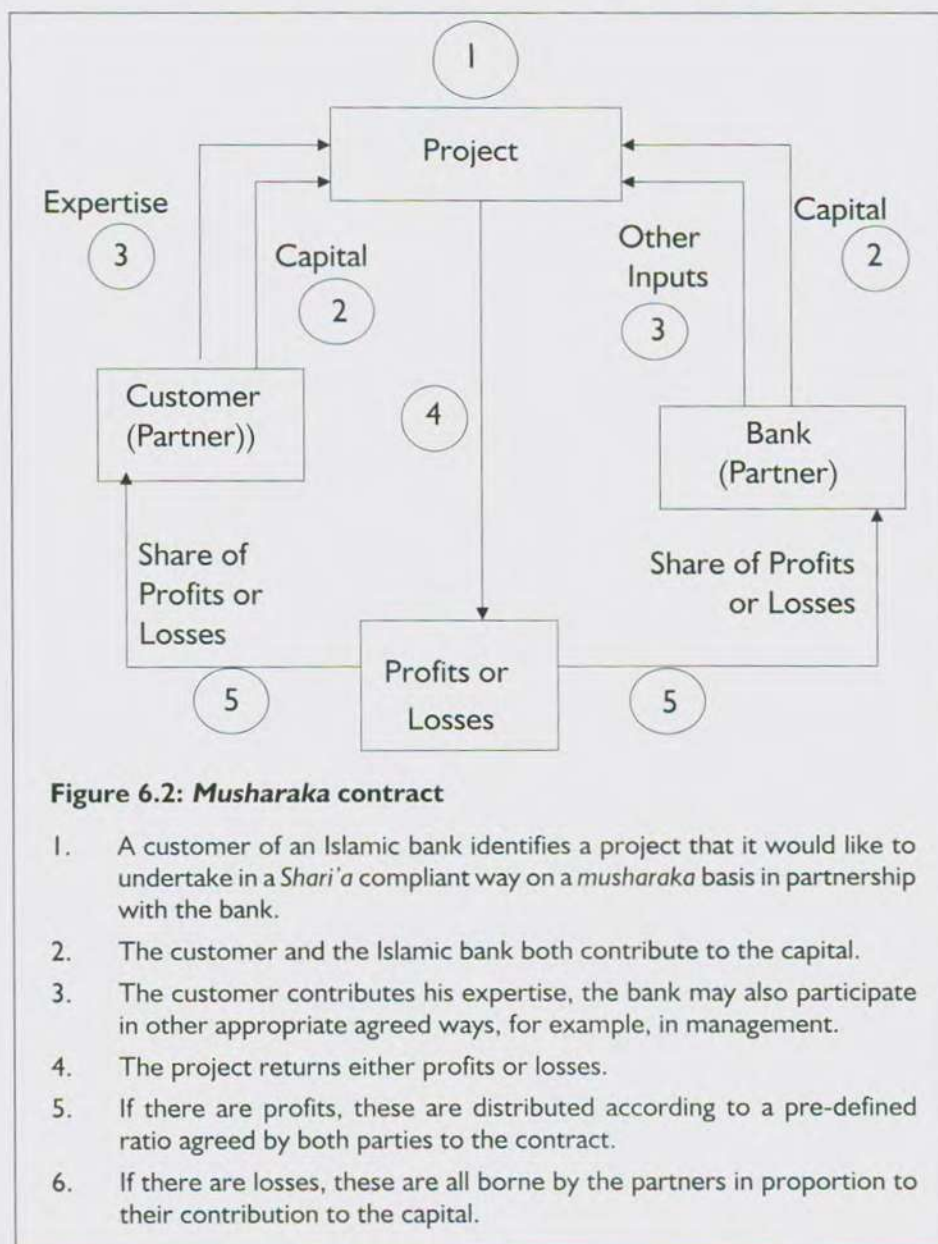 1
Project
Expertise
3
Capital
2
Other
Inputs
3
Capital
2
Customer
(Partner))
4
Bank
(Partner)
Share of
Profits or
Losses
Share of Profits
or Losses
5
Profits or
Losses
5
Figure 6.2: Musharaka contract
1. A customer of an Islamic bank identifies a project that it would like to
undertake in a Shari'a compliant way on a musharaka basis in partnership
with the bank.
2. The customer and the Islamic bank both contribute to the capital.
3. The customer contributes his expertise, the bank may also participate
in other appropriate agreed ways, for example, in management.
4. The project returns either profits or losses.
5. If there are profits, these are distributed according to a pre-defined
ratio agreed by both parties to the contract.
6. If there are losses, these are all borne by the partners in proportion to
their contribution to the capital.